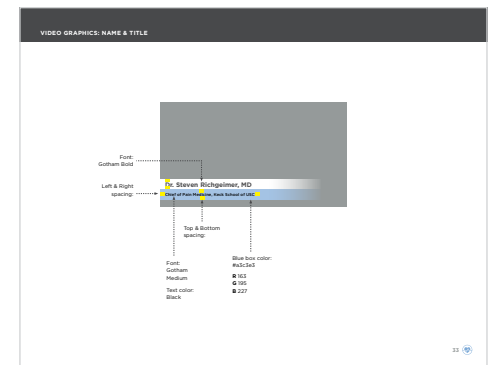 VIDEO GRAPHICS: NAME & TITLE
Font:
Gotham Bold
Dr. Steven Richgeimer, MD
Left & Right
spacing:
Chief of Pain Medicine, Keck School of USC
Top & Bottom
spacing:
Font:
Gotham
Medium
Text color:
Black
Blue box color:
#a3c3e3
R 163
G 195
B 227
33